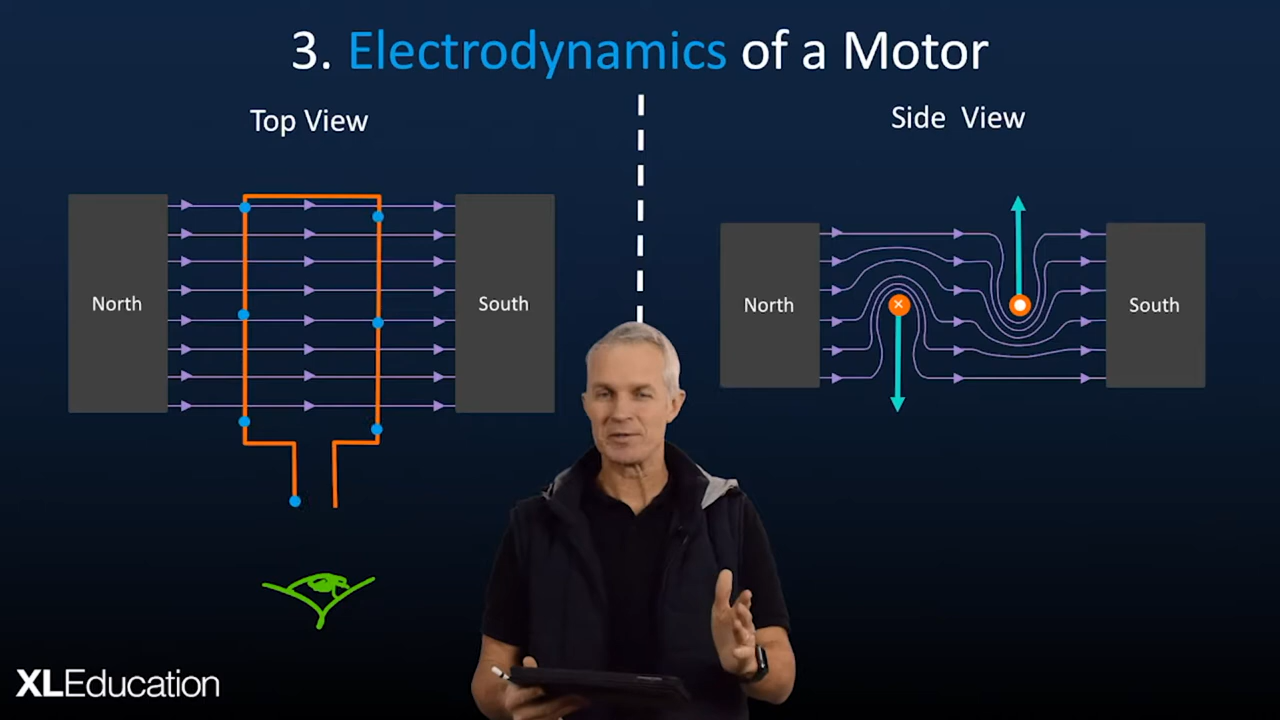 3. Electrodynamics of a Motor
Top View
Side View
North
South
North
×
South
XLEducation